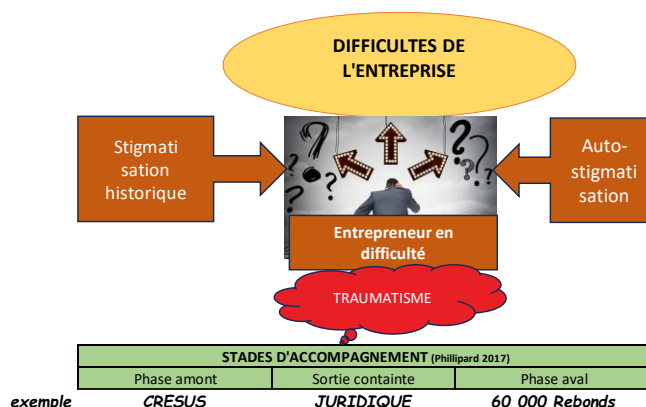 DIFFICULTES DE
L'ENTREPRISE
Stigmati
sation
historique
Auto-
stigmati
sation
Entrepreneur en
difficulté
TRAUMATISME
STADES D'ACCOMPAGNEMENT (Phillipard 2017)
Phase amont Sortie containte Phase aval
exemple CRESUS JURIDIQUE 60 000 Rebonds